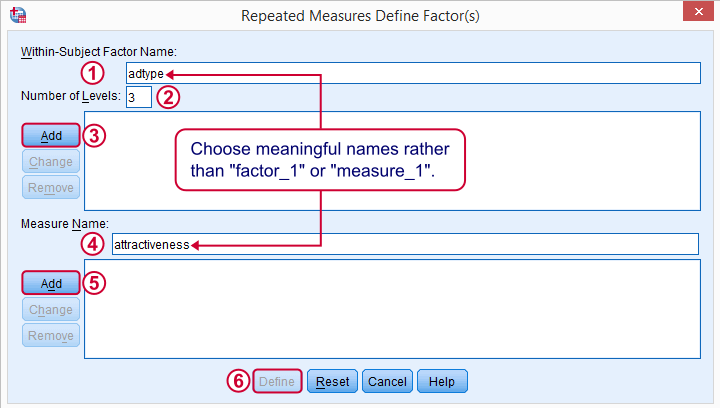 Repeated Measures Define Factor(s)
Within-Subject Factor Name:
1 adtype
Number of Levels: 3 2
Add 3
Change
Remove
Choose meaningful names rather
than "factor_1" or "measure_1".
Measure Name:
4 attractiveness
Add 5
Change
Remove
6 Define Reset Cancel Help